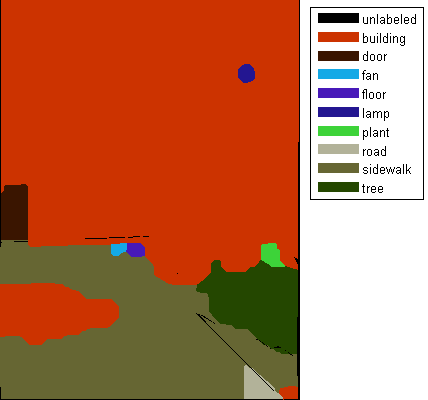 unlabeled
building
door
fan
floor
lamp
plant
road
sidewalk
tree